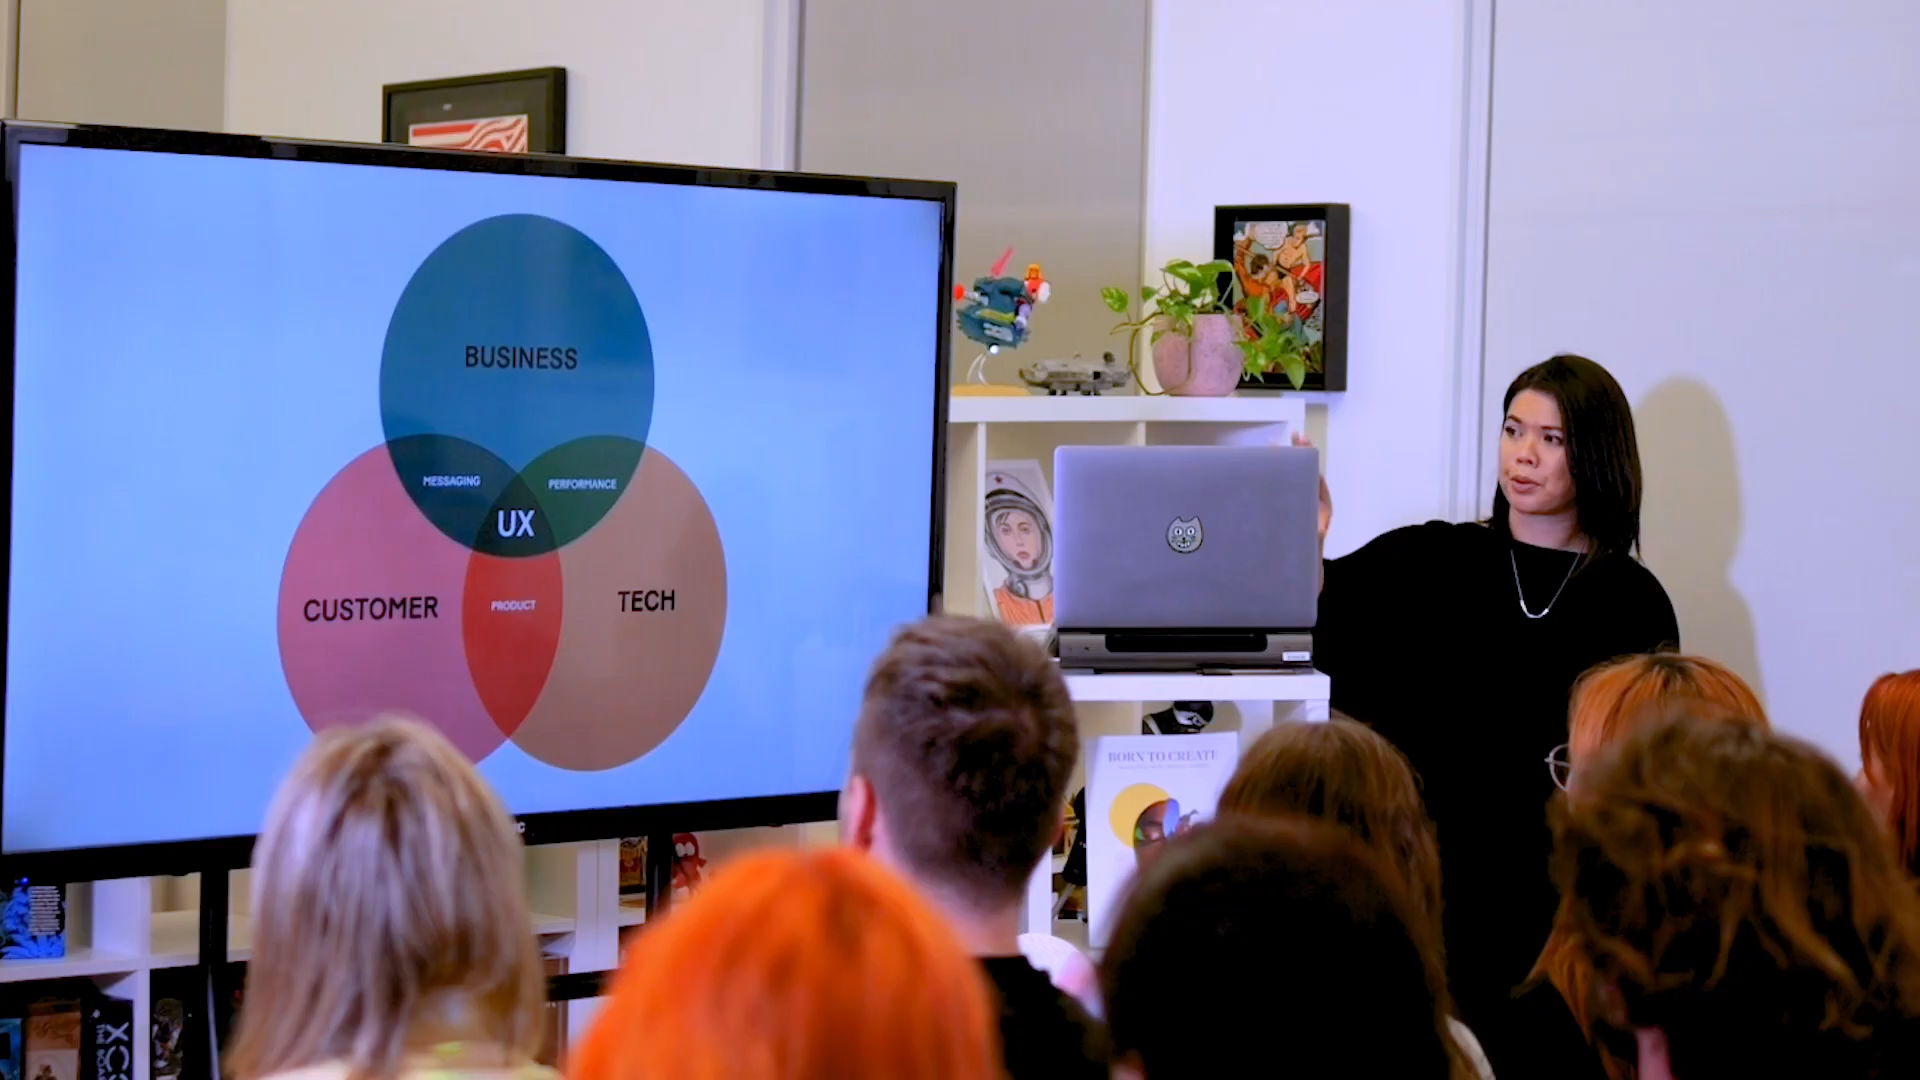 BUSINESS
MESSAGING
PERFORMANCE
UX
CUSTOMER
PRODUCT
TECH
BORN TO CREATE